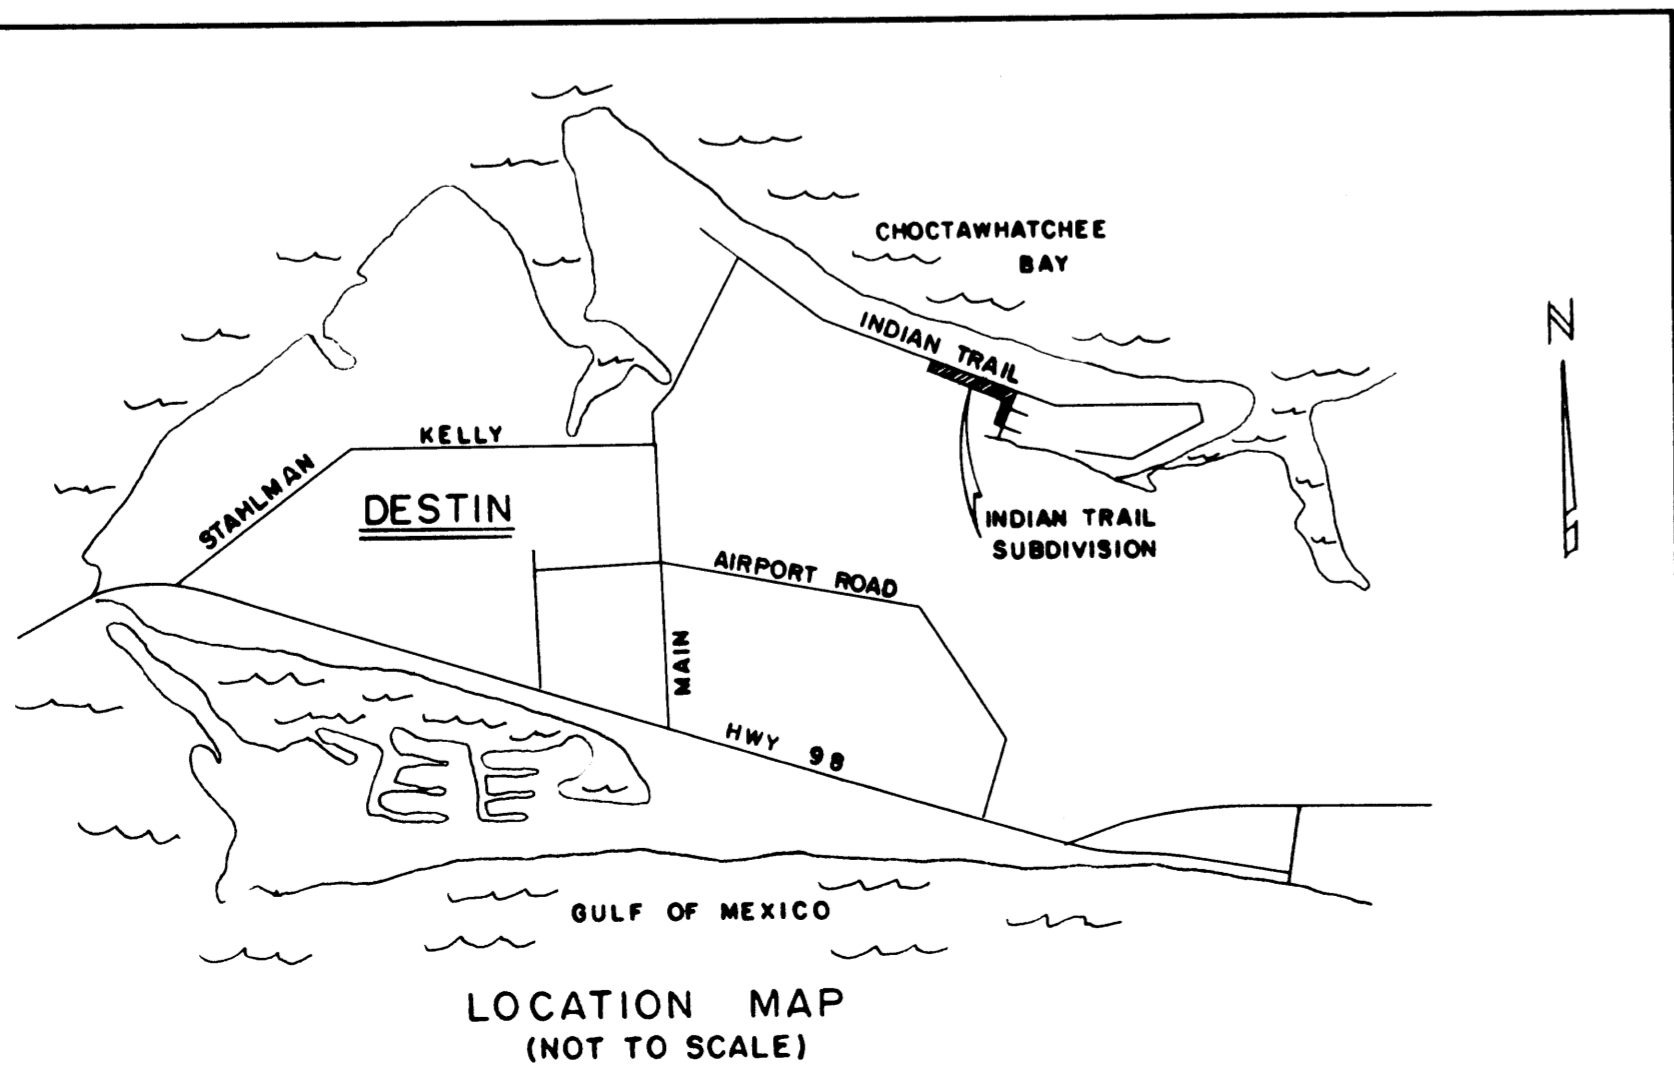 CHOCTAWHATCHEE
BAY
N
INDIAN TRAIL
KELLY
STAHLMAN
DESTIN
INDIAN TRAIL
SUBDIVISION
AIRPORT ROAD
MAIN
HWY 98
GULF OF MEXICO
LOCATION MAP
(NOT TO SCALE)